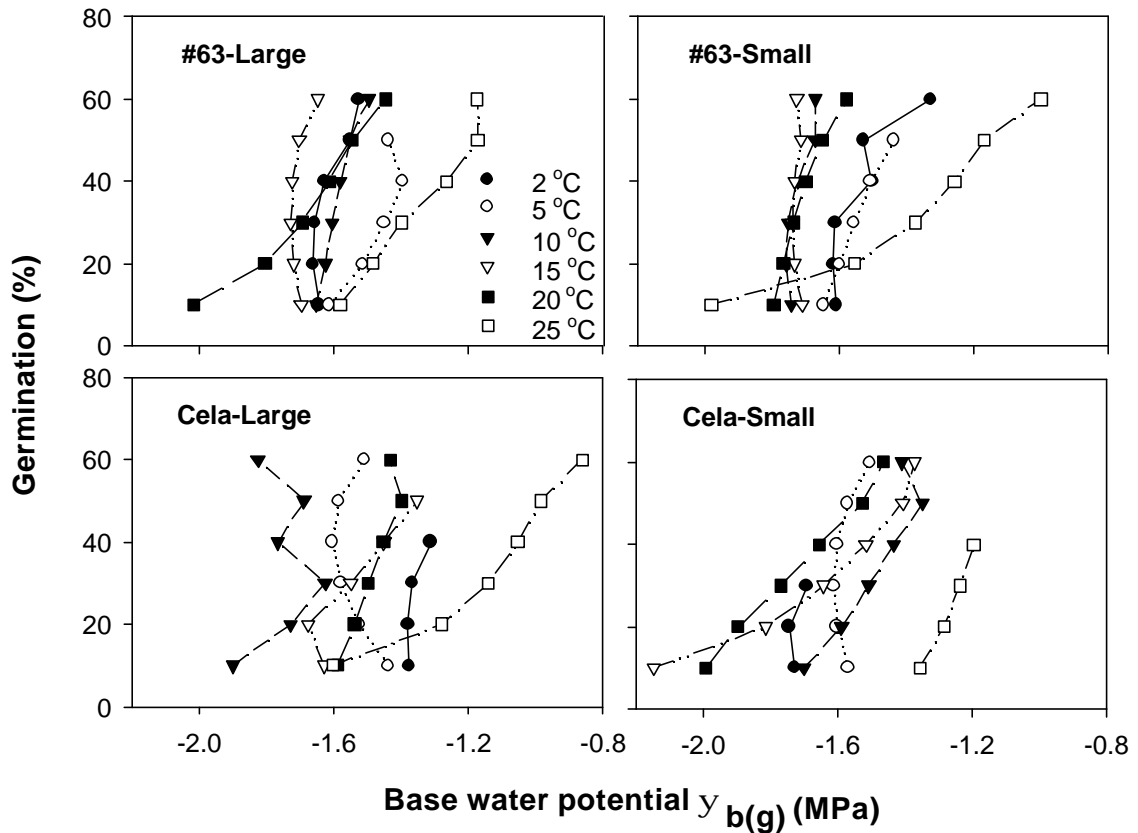 80
60
40
20
0
#63-Large
2 °C
5 °C
10 °C
15 °C
20 °C
25 °C
#63-Small
Germination (%)
80
60
40
20
0
Cela-Large
Cela-Small
-2.0 -1.6 -1.2 -0.8
-2.0 -1.6 -1.2 -0.8
Base water potential y b(g) (MPa)